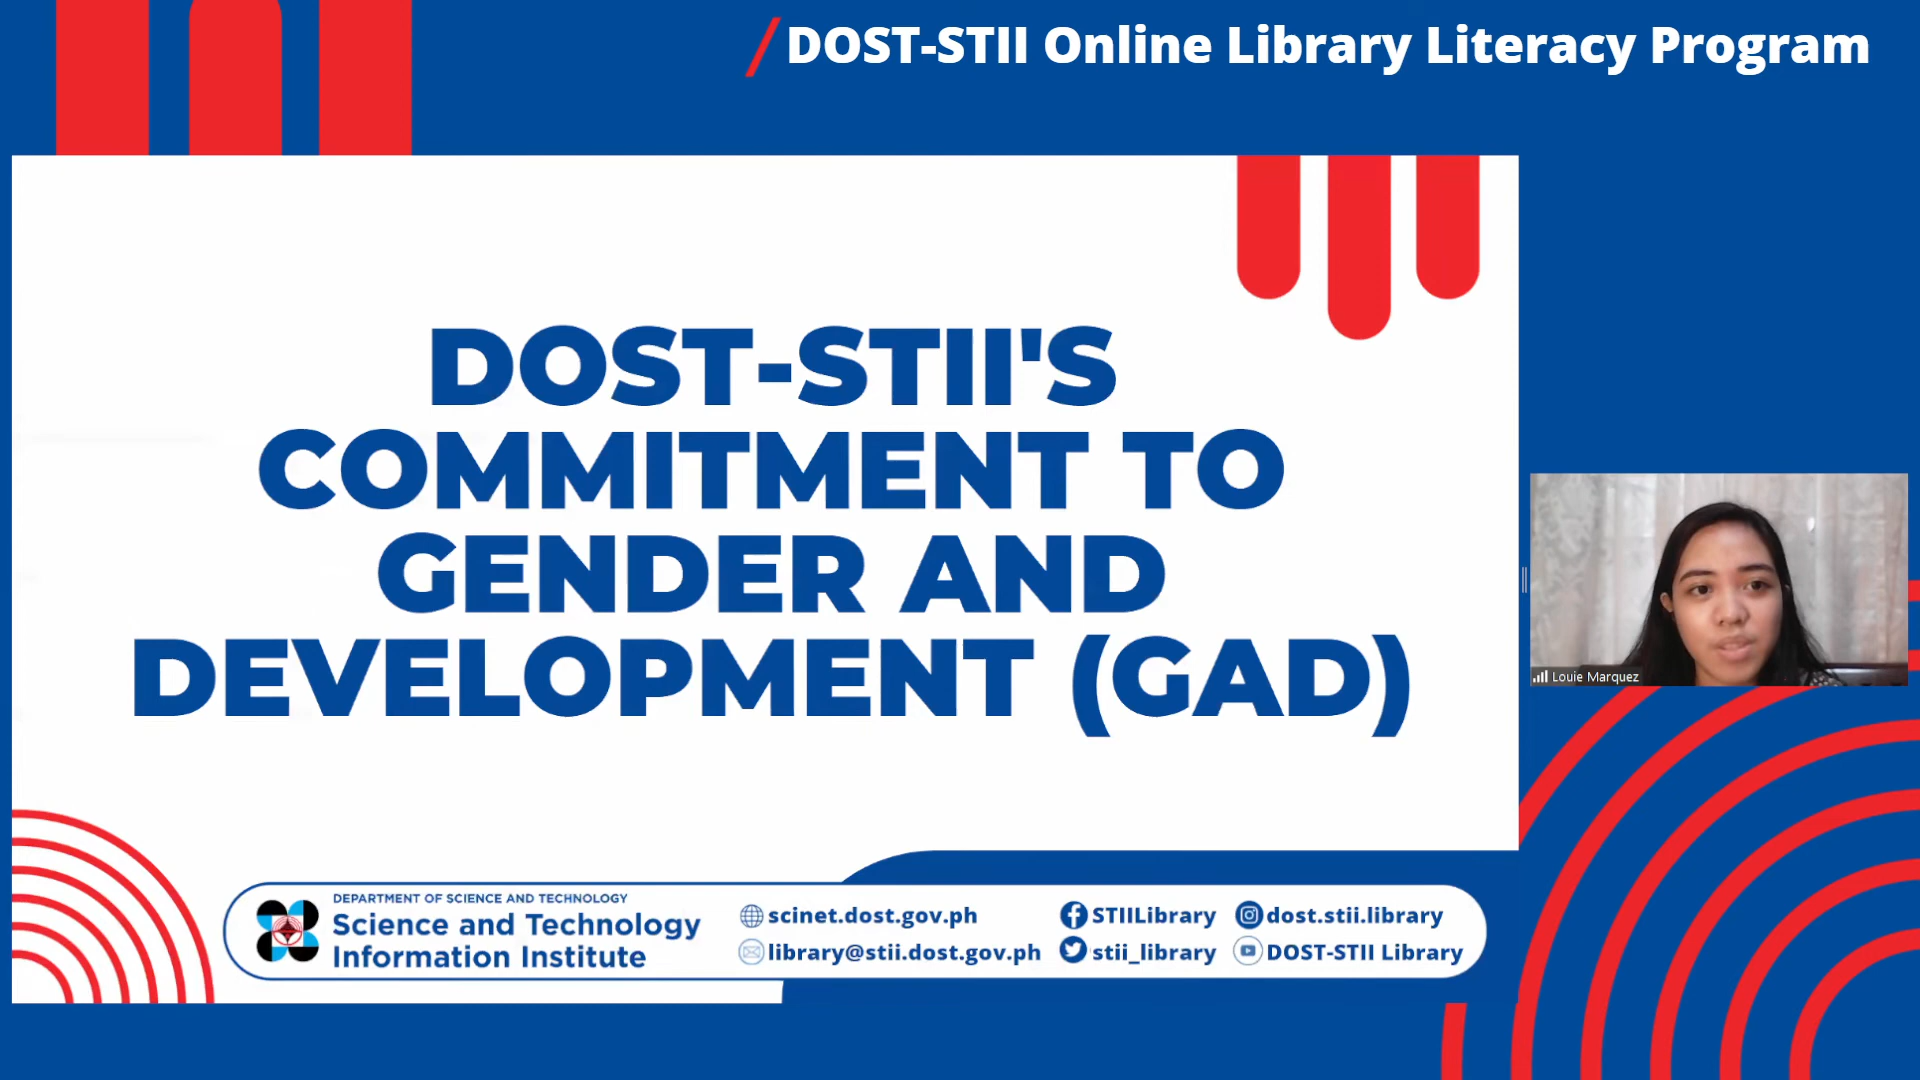 /DOST-STII Online Library Literacy Program
DOST-STII'S
COMMITMENT TO
GENDER AND
DEVELOPMENT (GAD)
Louie Marquez
DEPARTMENT OF SCIENCE AND TECHNOLOGY
Science and Technology
Information Institute
scinet.dost.gov.ph
library@stii.dost.gov.ph
STIILibrary
stii_library
dost.stii.library
DOST-STII Library